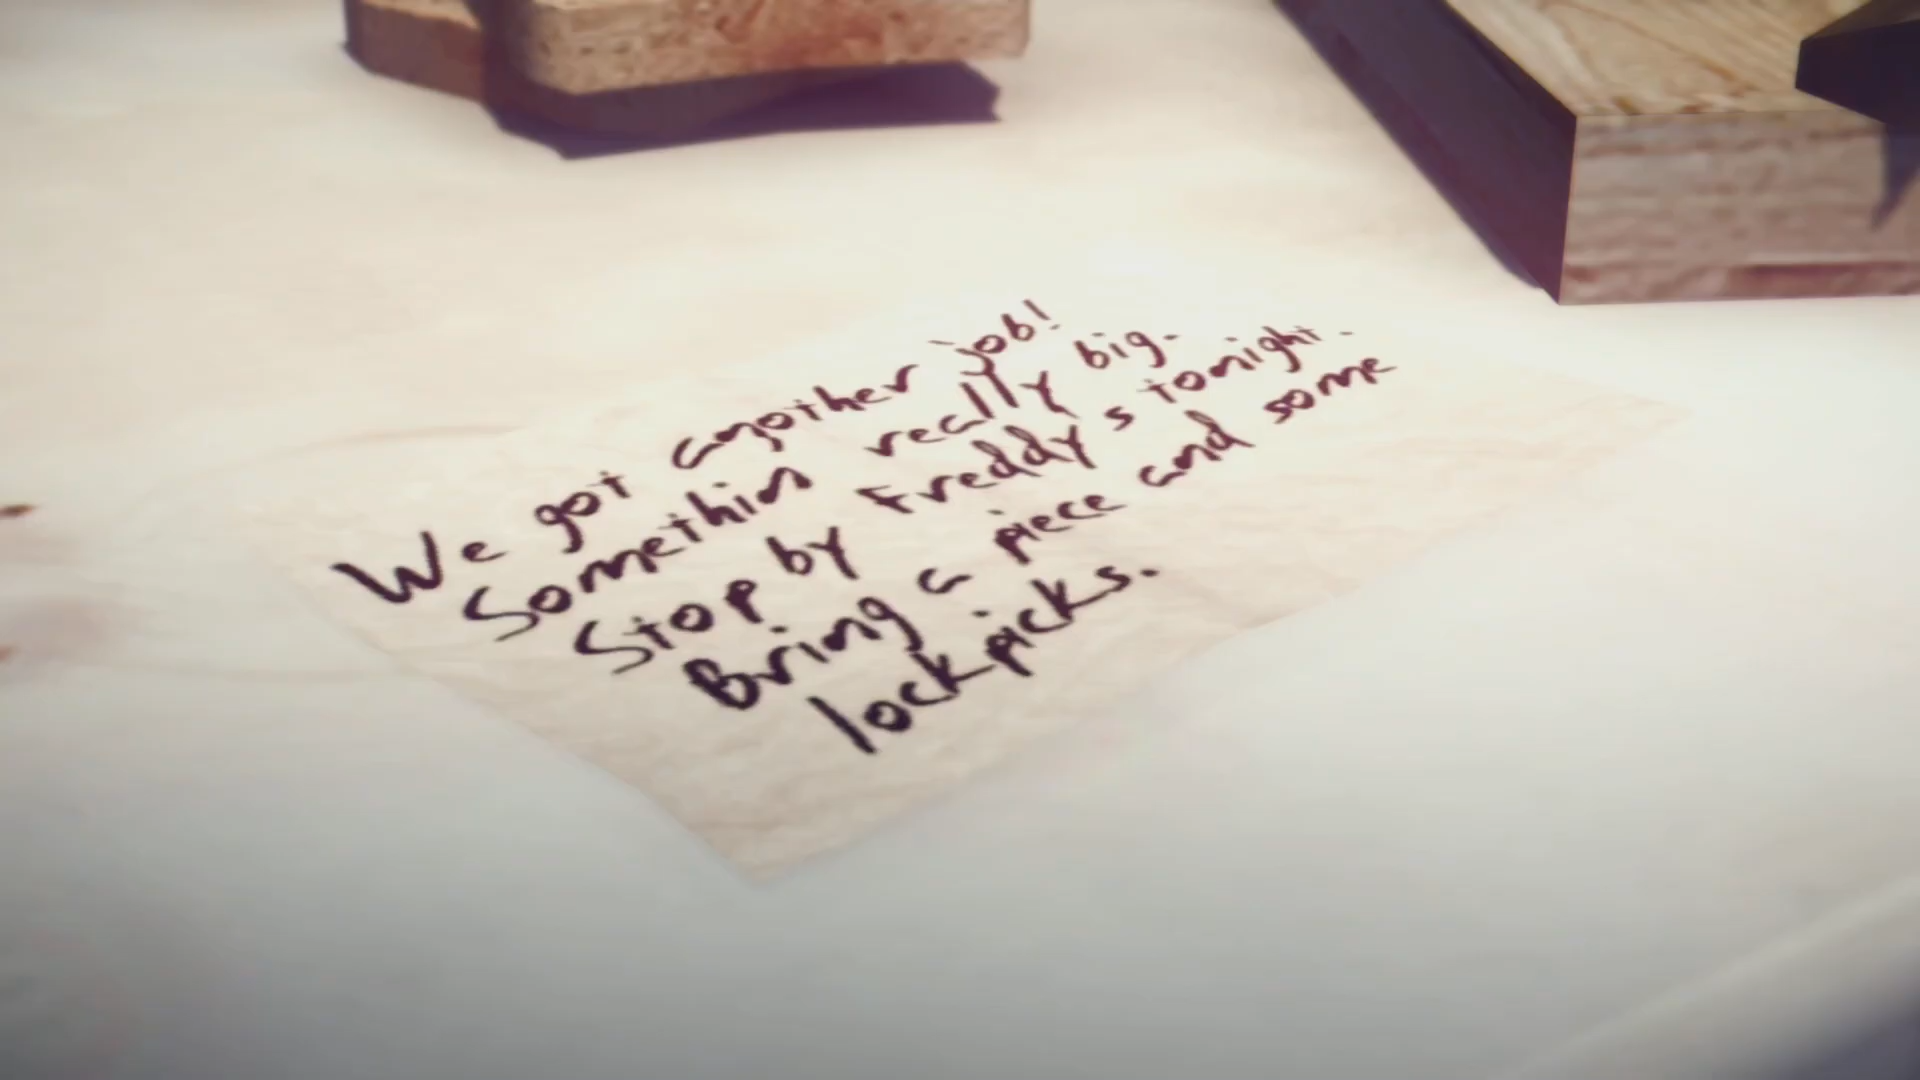 We got another job!
Somethin really big.
Stop by Freddy s tonight.
Bring a piece and some
lockpicks.